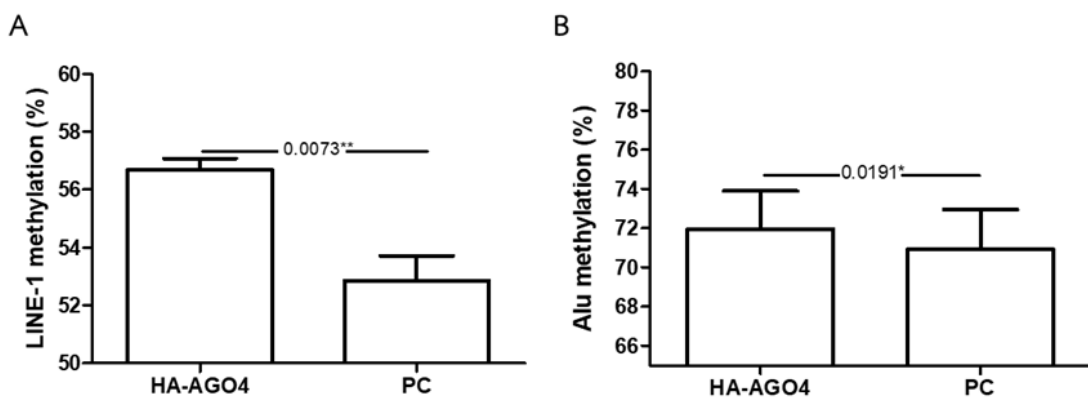 A
LINE-1 methylation (%)
60
58
56
54
52
50
0.0073**
HA-AGO4
PC
B
Alu methylation (%)
80
78
76
74
72
70
68
66
0.0191*
HA-AGO4
PC